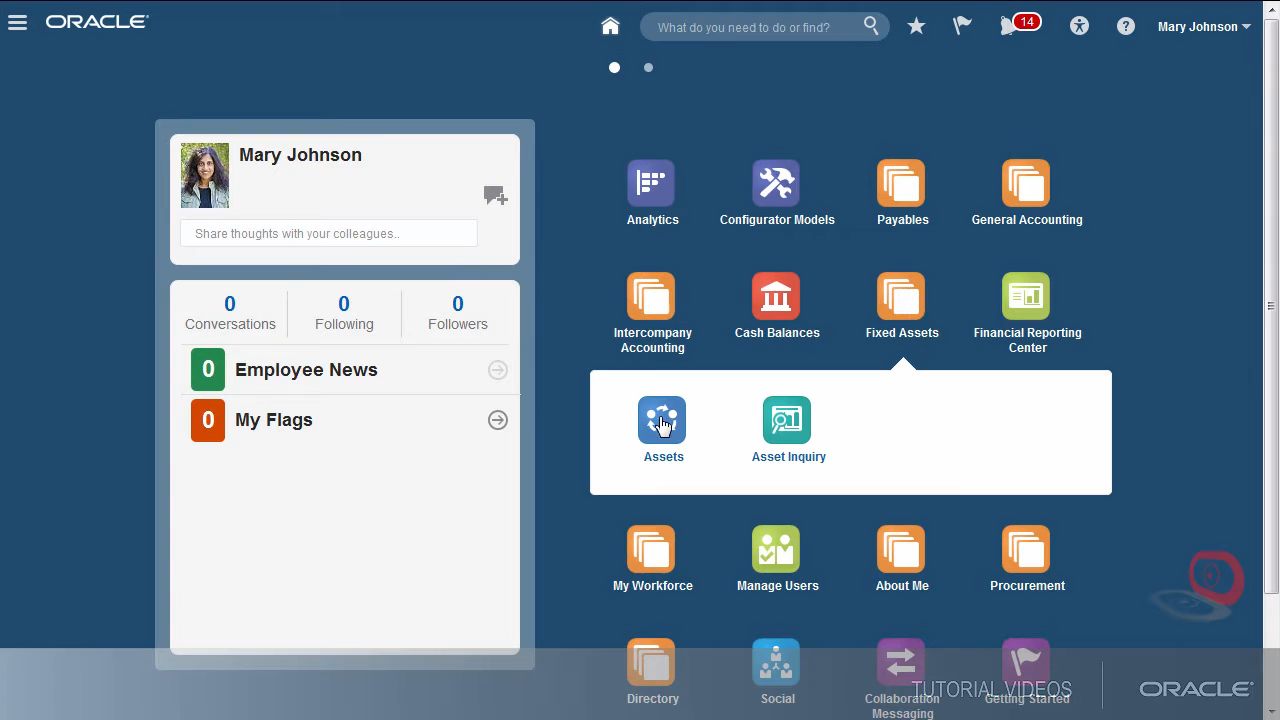 ORACLE
What do you need to do or find?
14
Mary Johnson
Mary Johnson
Share thoughts with your colleagues..
0 0 0
Conversations Following Followers
0 Employee News
0 My Flags
Analytics Configurator Models Payables General Accounting
Intercompany Accounting
Cash Balances
Fixed Assets
Financial Reporting Center
Assets Asset Inquiry
My Workforce Manage Users About Me Procurement
Directory Social
Collaboration Messaging
Getting Started
TUTORIAL VIDEOS
ORACLE